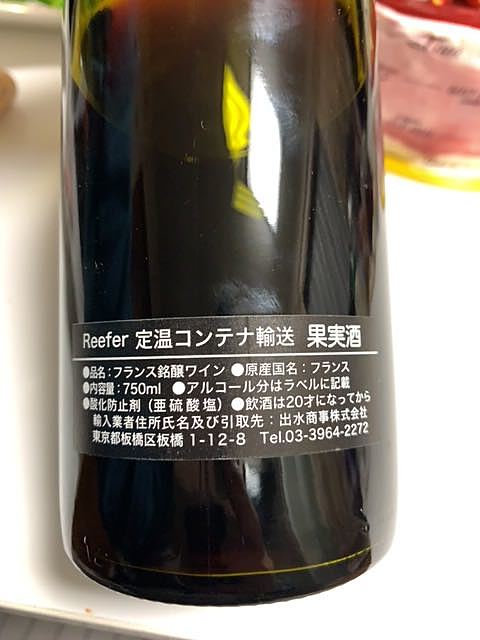 Reefer 定温コンテナ輸送 果実酒
●品名：フランス銘醸ワイン ●原産国名：フランス
●内容量：750ml ●アルコール分はラベルに記載
●酸化防止剤（亜硫酸塩）●飲酒は20才になってから
輸入業者住所氏名及び引取先：出水商事株式会社
東京都板橋区板橋 1-12-8 Tel.03-3964-2272